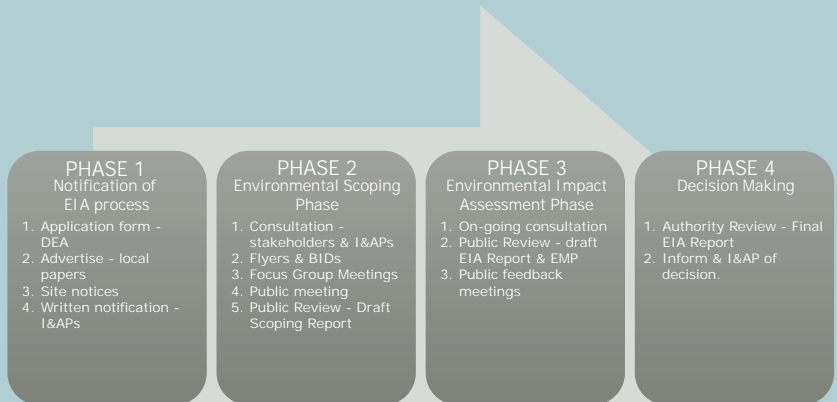 PHASE 1
Notification of
EIA process
1. Application form -
DEA
2. Advertise - local
papers
3. Site notices
4. Written notification -
I&APs
PHASE 2
Environmental Scoping
Phase
1. Consultation -
stakeholders & I&APs
2. Flyers & BIDs
3. Focus Group Meetings
4. Public meeting
5. Public Review - Draft
Scoping Report
PHASE 3
Environmental Impact
Assessment Phase
1. On-going consultation
2. Public Review - draft
EIA Report & EMP
3. Public feedback
meetings
PHASE 4
Decision Making
1. Authority Review - Final
EIA Report
2. Inform & I&AP of
decision.